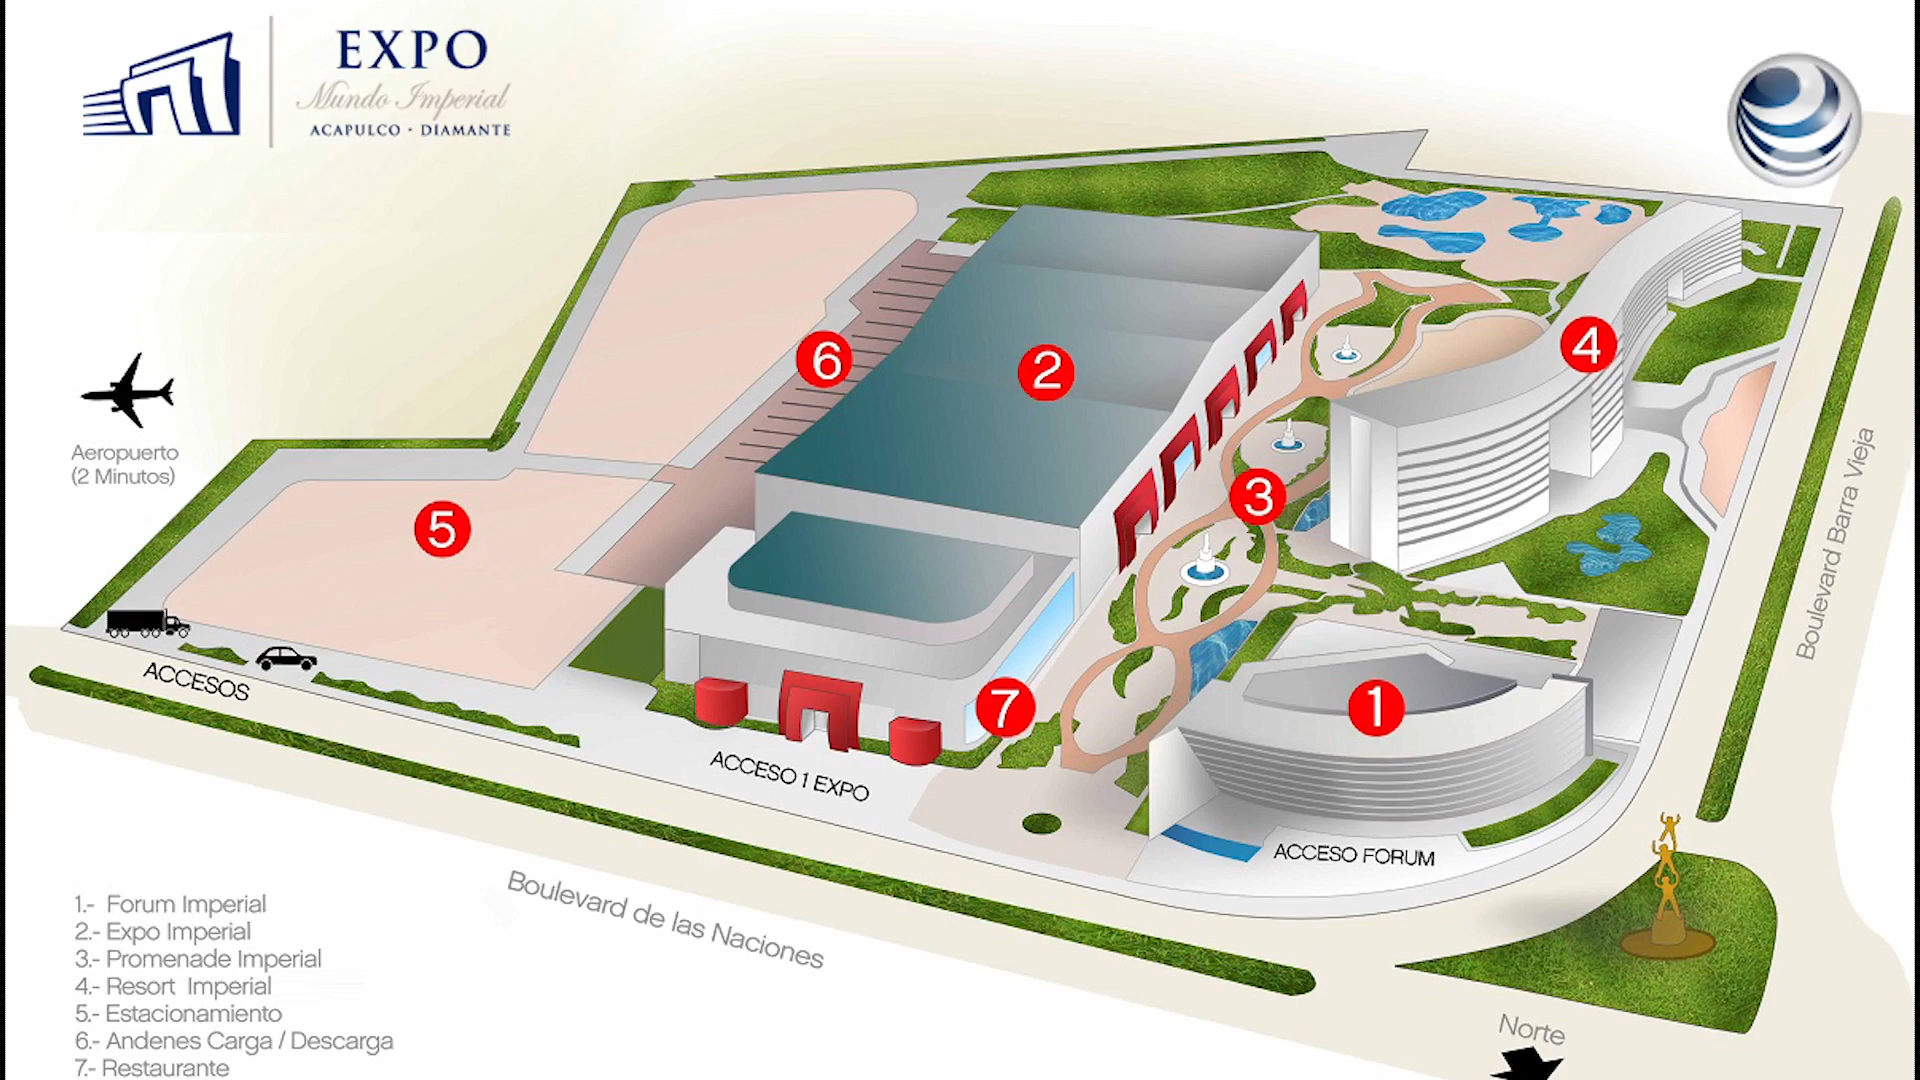 EXPO
Mundo Imperial
ACAPULCO · DIAMANTE
6
2
4
Aeropuerto
(2 Minutos)
5
3
Boulevard Barra Vieja
ACCESOS
7
1
ACCESO 1 EXPO
ACCESO FORUM
Boulevard de las Naciones
1.- Forum Imperial
2.- Expo Imperial
3.- Promenade Imperial
4.- Resort Imperial
5.- Estacionamiento
6.- Andenes Carga / Descarga
7.- Restaurante
Norte